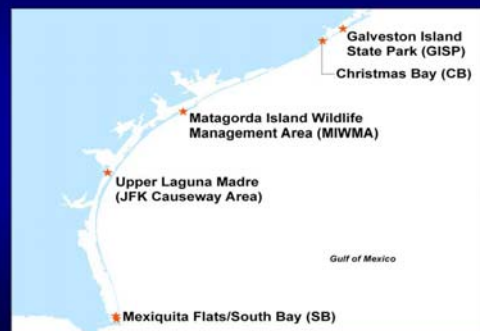 Galveston Island
State Park (GISP)
Christmas Bay (CB)
Matagorda Island Wildlife
Management Area (MIWMA)
Upper Laguna Madre
(JFK Causeway Area)
Gulf of Mexico
Mexiquita Flats/South Bay (SB)